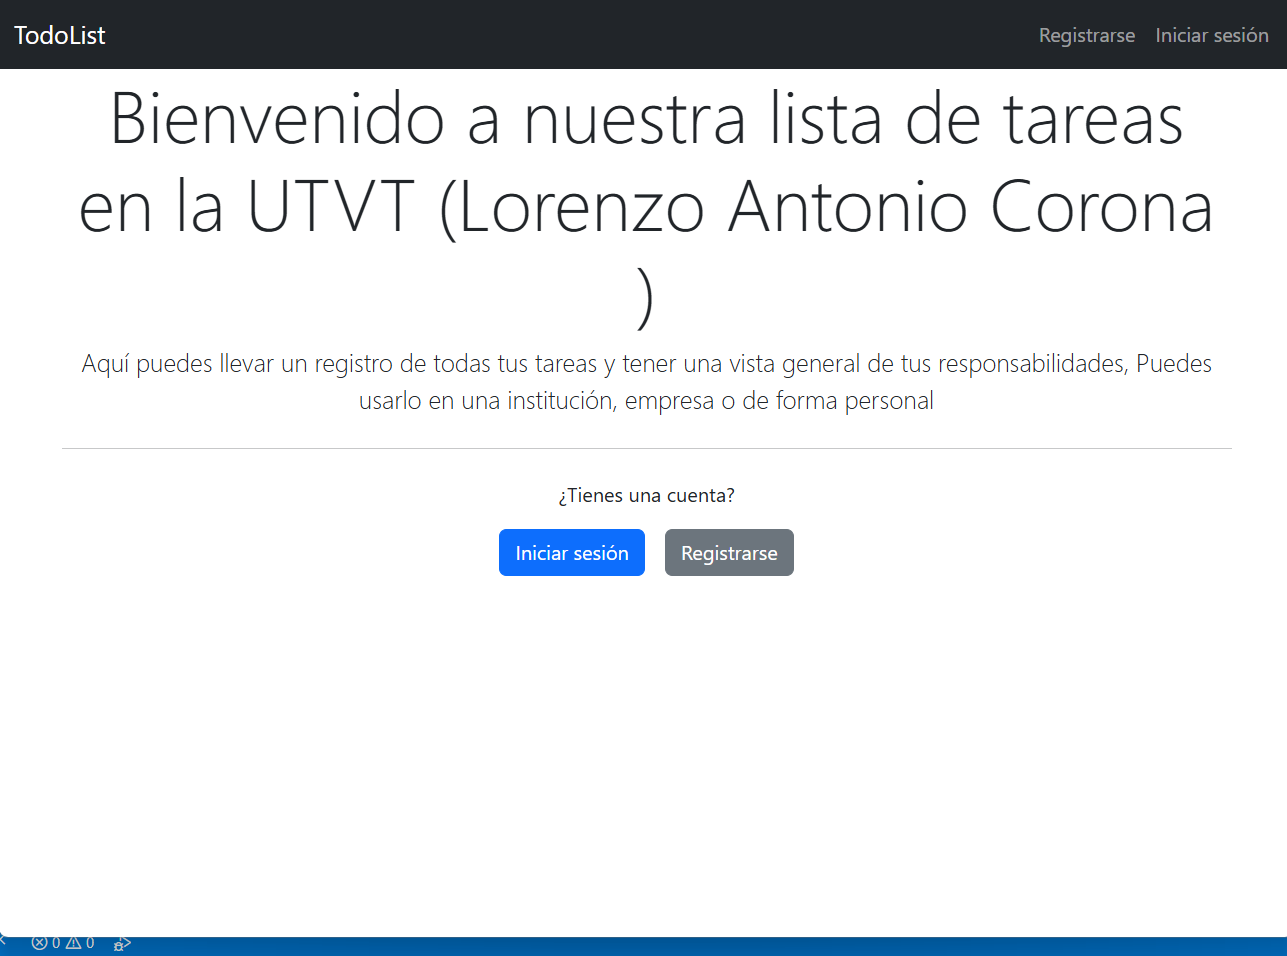 TodoList
Registrarse Iniciar sesión
Bienvenido a nuestra lista de tareas
en la UTVT (Lorenzo Antonio Corona
)
Aquí puedes llevar un registro de todas tus tareas y tener una vista general de tus responsabilidades, Puedes
usarlo en una institución, empresa o de forma personal
¿Tienes una cuenta?
Iniciar sesión Registrarse
0 0